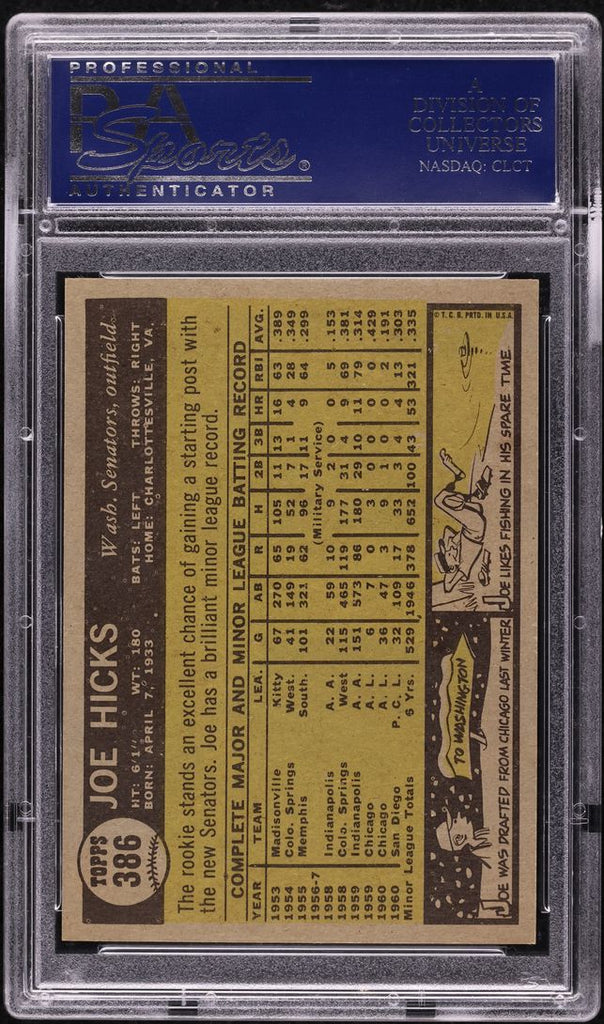 PROFESSIONAL
PSA
Sports®
AUTHENTICATOR
A
DIVISION OF
COLLECTORS
UNIVERSE
NASDAQ: CLCT
TOPPS
386
JOE HICKS
Wash. Senators, outfield
HT: 6'1" WT: 180 BATS: LEFT THROWS: RIGHT
BORN: APRIL 7, 1933 HOME: CHARLOTTESVILLE, VA.
The rookie stands an excellent chance of gaining a starting post with
the new Senators. Joe has a brilliant minor league record.
COMPLETE MAJOR AND MINOR LEAGUE BATTING RECORD
YEAR TEAM LEA. G AB R H 2B 3B HR RBI AVG.
1953 Madisonville Kitty 67 270 65 105 11 13 16 63 .389
1954 Colo. Springs West. 41 149 19 52 7 1 4 28 .349
1955 Memphis South. 101 321 62 96 17 11 9 64 .299
1956-7 (Military Service)
1958 Indianapolis A. A. 22 59 10 9 2 0 0 5 .153
1958 Colo. Springs West 115 465 119 177 31 4 9 69 .381
1959 Indianapolis A. A. 151 573 86 180 29 10 11 79 .314
1959 Chicago A. L. 6 7 0 3 0 0 0 0 .429
1960 Chicago A. L. 36 47 3 9 1 0 0 2 .191
1960 San Diego P. C. L. 32 109 17 33 3 4 4 13 .303
Minor League Totals 6 Yrs. 529 1946 378 652 100 43 53 321 .335
TO WASHINGTON
JOE WAS DRAFTED FROM CHICAGO LAST WINTER
JOE LIKES FISHING IN HIS SPARE TIME.
© T. C. G. PRTD. IN U.S.A.